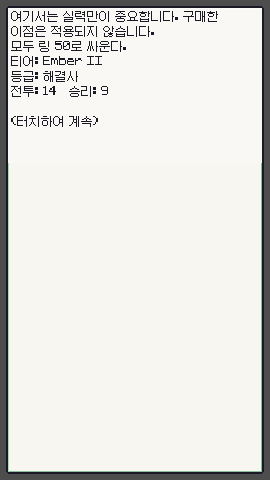 여기서는 실력만이 중요합니다. 구매한
이점은 적용되지 않습니다.
모두 링 50로 싸운다.
티어: Ember II
등급: 해결사
전투: 14 승리: 9
(터치하여 계속)